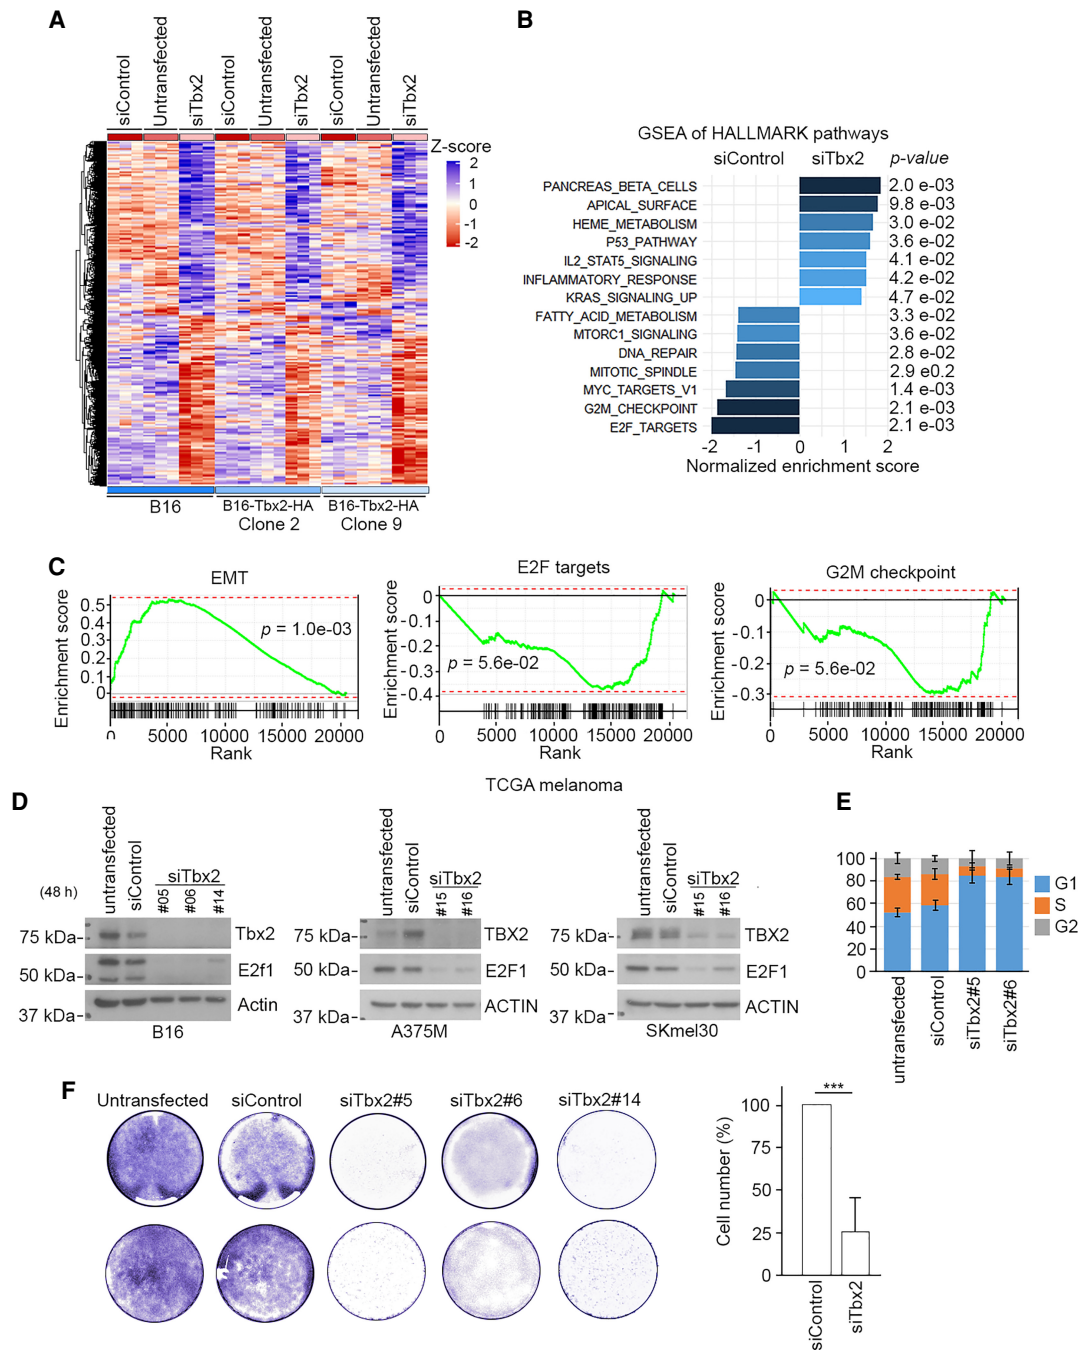 A
siControl
Untransfected
siTbx2
siControl
Untransfected
siTbx2
siControl
Untransfected
siTbx2
Z-score
2
1
0
-1
-2
B16
B16-Tbx2-HA
Clone 2
B16-Tbx2-HA
Clone 9
B
GSEA of HALLMARK pathways
siControl siTbx2 p-value
PANCREAS_BETA_CELLS 2.0 e-03
APICAL_SURFACE 9.8 e-03
HEME_METABOLISM 3.0 e-02
P53_PATHWAY 3.6 e-02
IL2_STAT5_SIGNALING 4.1 e-02
INFLAMMATORY_RESPONSE 4.2 e-02
KRAS_SIGNALING_UP 4.7 e-02
FATTY_ACID_METABOLISM 3.3 e-02
MTORC1_SIGNALING 3.6 e-02
DNA_REPAIR 2.8 e-02
MITOTIC_SPINDLE 2.9 e0.2
MYC_TARGETS_V1 1.4 e-03
G2M_CHECKPOINT 2.1 e-03
E2F_TARGETS 2.1 e-03
-2 -1 0 1 2
Normalized enrichment score
C
EMT
Enrichment score
0.5
0.4
0.3
0.2
0.1
0
p = 1.0e-03
0 5000 10000 15000 20000
Rank
E2F targets
Enrichment score
0
-0.1
-0.2
-0.3
-0.4
p = 5.6e-02
0 5000 10000 15000 20000
Rank
G2M checkpoint
Enrichment score
0
-0.1
-0.2
-0.3
p = 5.6e-02
0 5000 10000 15000 20000
Rank
TCGA melanoma
D
(48 h)
untransfected
siControl
siTbx2
#05
#06
#14
75 kDa- Tbx2
50 kDa- E2f1
Actin
37 kDa-
B16
untransfected
siControl
siTbx2
#15
#16
75 kDa- TBX2
50 kDa- E2F1
ACTIN
37 kDa-
A375M
untransfected
siControl
siTbx2
#15
#16
75 kDa- TBX2
50 kDa- E2F1
ACTIN
37 kDa-
SKmel30
E
100
80
60
40
20
0
G1
S
G2
untransfected
siControl
siTbx2#5
siTbx2#6
F
Untransfected siControl siTbx2#5 siTbx2#6 siTbx2#14
Cell number (%)
100
75
50
25
0
***
siControl
siTbx2